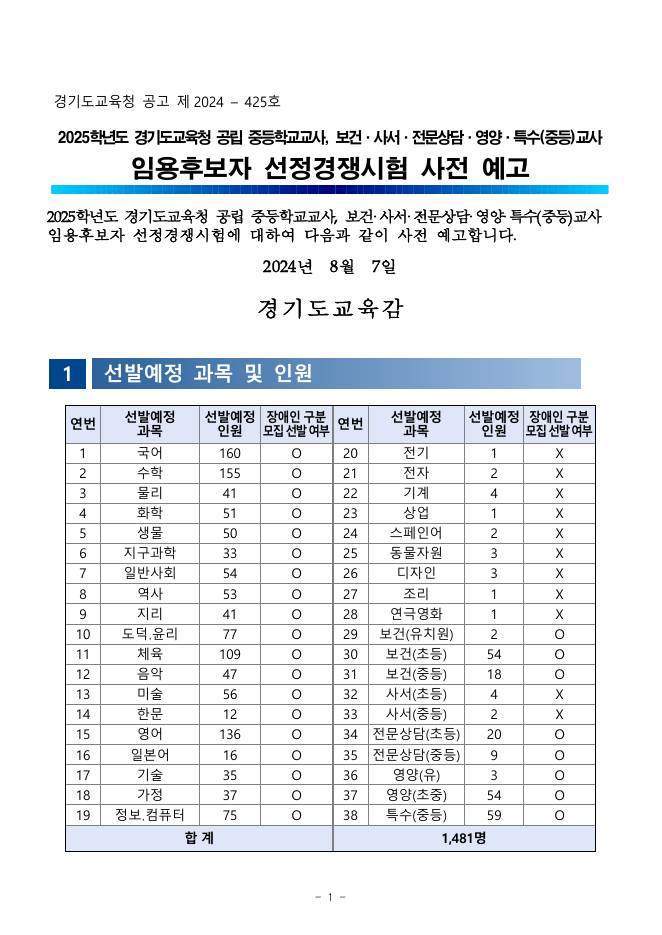 경기도교육청 공고 제 2024 – 425호
2025학년도 경기도교육청 공립 중등학교교사, 보건·사서·전문상담·영양·특수(중등)교사
임용후보자 선정경쟁시험 사전 예고
2025학년도 경기도교육청 공립 중등학교교사, 보건·사서·전문상담·영양·특수(중등)교사
임용후보자 선정경쟁시험에 대하여 다음과 같이 사전 예고합니다.
2024년 8월 7일
경기도교육감
1 선발예정 과목 및 인원
연번 선발예정 과목 선발예정 인원 장애인 구분 모집 선발 여부 연번 선발예정 과목 선발예정 인원 장애인 구분 모집 선발 여부
1 국어 160 O 20 전기 1 X
2 수학 155 O 21 전자 2 X
3 물리 41 O 22 기계 4 X
4 화학 51 O 23 상업 1 X
5 생물 50 O 24 스페인어 2 X
6 지구과학 33 O 25 동물자원 3 X
7 일반사회 54 O 26 디자인 3 X
8 역사 53 O 27 조리 1 X
9 지리 41 O 28 연극영화 1 X
10 도덕.윤리 77 O 29 보건(유치원) 2 O
11 체육 109 O 30 보건(초등) 54 O
12 음악 47 O 31 보건(중등) 18 O
13 미술 56 O 32 사서(초등) 4 X
14 한문 12 O 33 사서(중등) 2 X
15 영어 136 O 34 전문상담(초등) 20 O
16 일본어 16 O 35 전문상담(중등) 9 O
17 기술 35 O 36 영양(유) 3 O
18 가정 37 O 37 영양(초중) 54 O
19 정보.컴퓨터 75 O 38 특수(중등) 59 O
합 계 1,481명
– 1 –